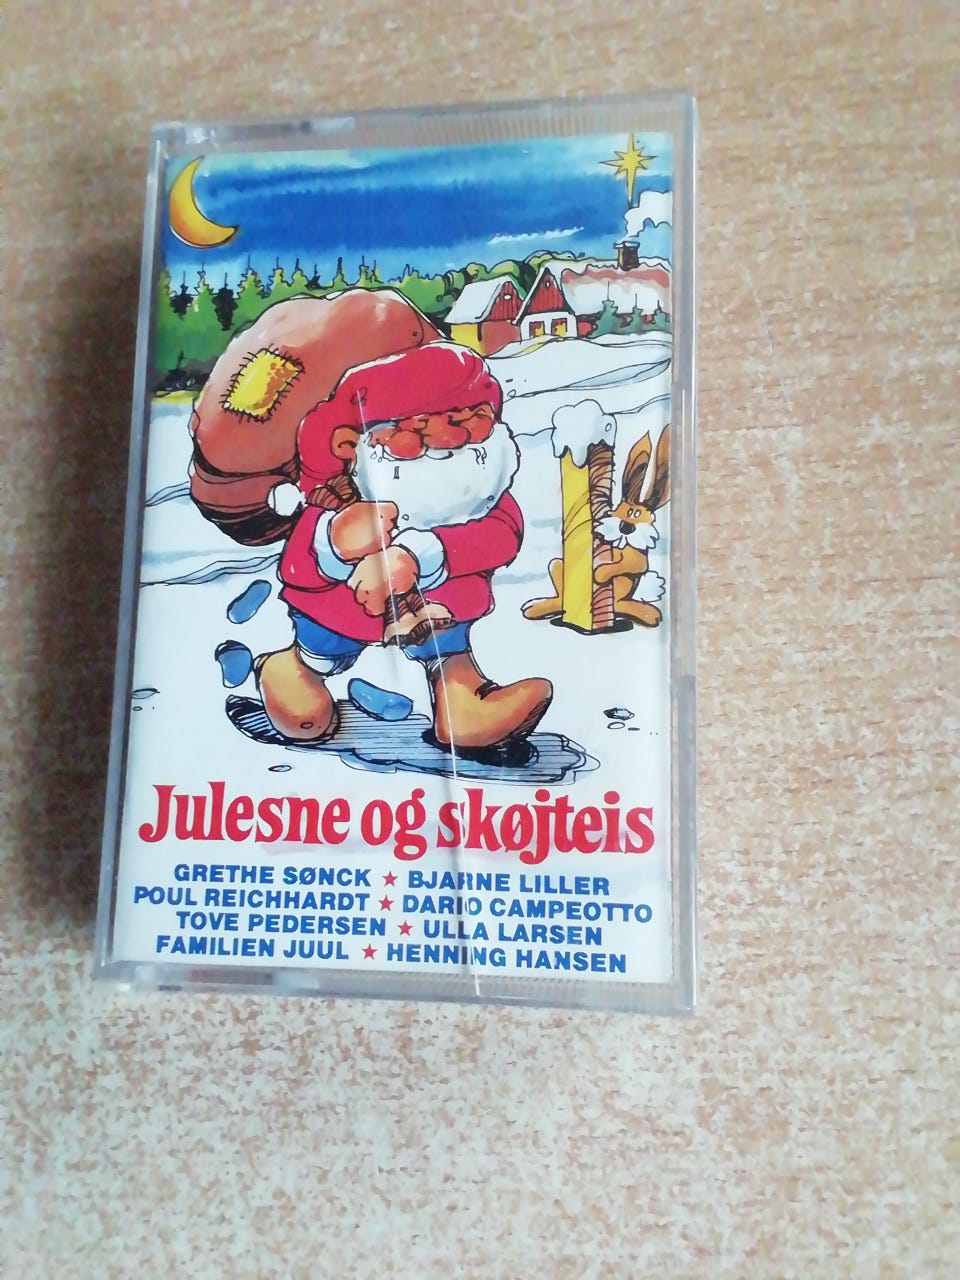 Julesne og skøjteis
GRETHE SØNCK ★ BJARNE LILLER
POUL REICHHARDT ★ DARIO CAMPEOTTO
TOVE PEDERSEN ★ ULLA LARSEN
FAMILIEN JUUL ★ HENNING HANSEN